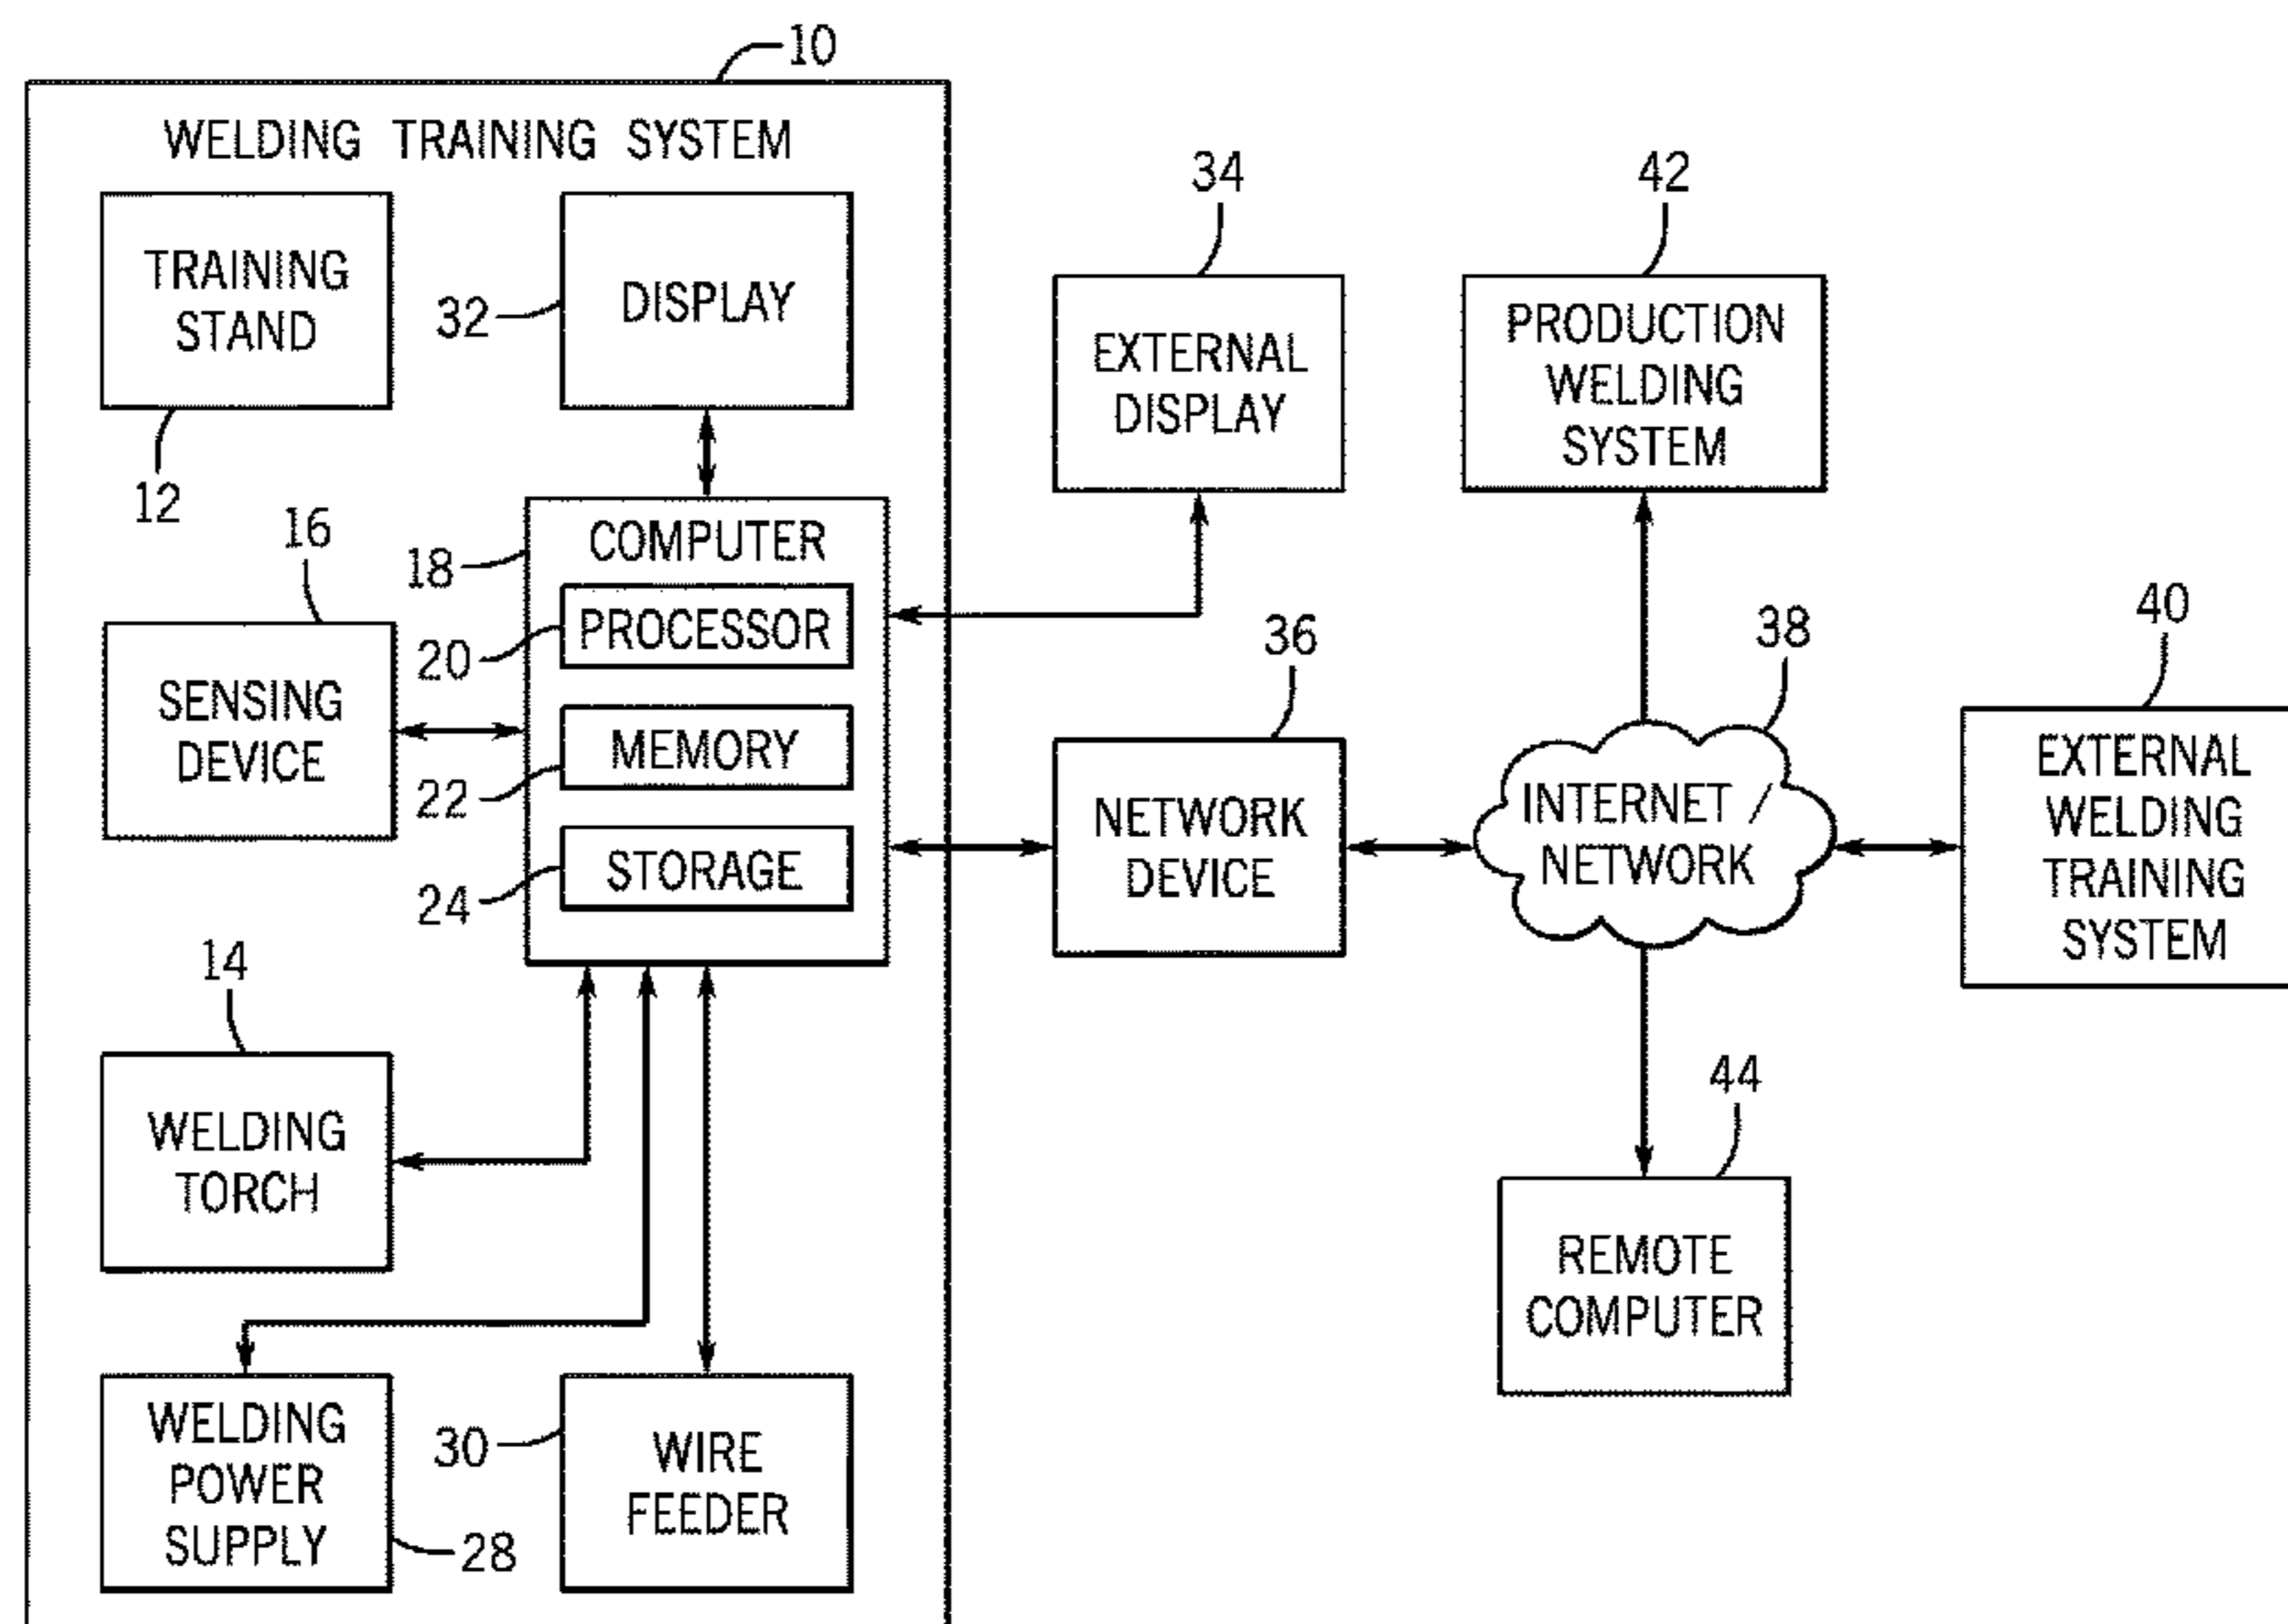 10
WELDING TRAINING SYSTEM
TRAINING
STAND
12
32
DISPLAY
16
SENSING
DEVICE
18
COMPUTER
20
PROCESSOR
22
MEMORY
24
STORAGE
14
WELDING
TORCH
WELDING
POWER
SUPPLY
28
30
WIRE
FEEDER
34
EXTERNAL
DISPLAY
36
NETWORK
DEVICE
42
PRODUCTION
WELDING
SYSTEM
38
INTERNET /
NETWORK
40
EXTERNAL
WELDING
TRAINING
SYSTEM
44
REMOTE
COMPUTER